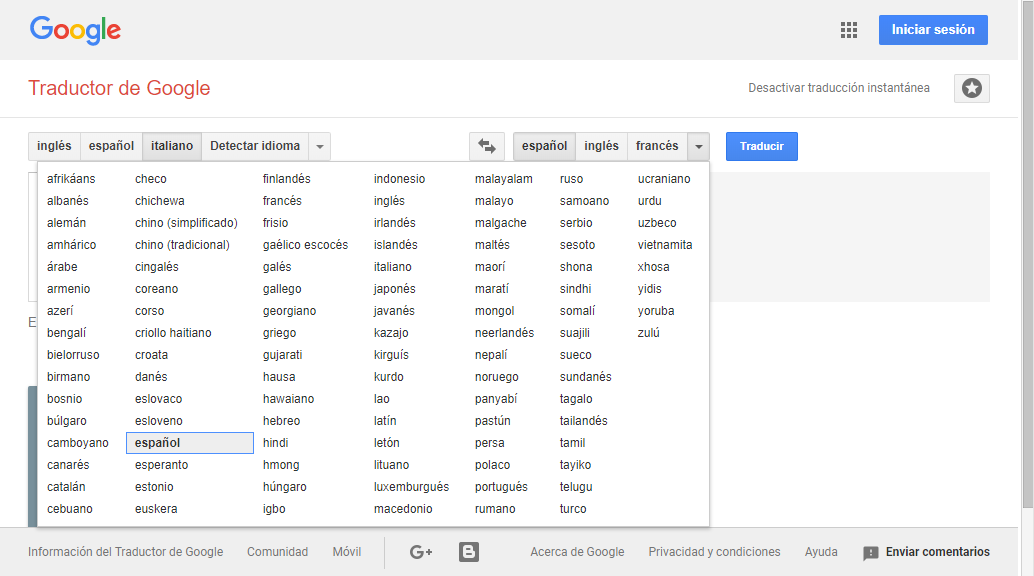 Google
Iniciar sesión
Traductor de Google
Desactivar traducción instantánea
inglés español italiano Detectar idioma
español inglés francés
Traducir
afrikáans checo finlandés indonesio malayalam ruso ucraniano
albanés chichewa francés inglés malayo samoano urdu
alemán chino (simplificado) frisio irlandés malgache serbio uzbeco
amhárico chino (tradicional) gaélico escocés islandés maltés sesoto vietnamita
árabe cingalés galés italiano maorí shona xhosa
armenio coreano gallego japonés maratí sindhi yidis
azerí corso georgiano javanés mongol somalí yoruba
bengalí criollo haitiano griego kazajo neerlandés suajili zulú
bielorruso croata gujarati kirguís nepalí sueco
birmano danés hausa kurdo noruego sundanés
bosnio eslovaco hawaiano lao panyabí tagalo
búlgaro esloveno hebreo latín pastún tailandés
camboyano español hindi letón persa tamil
canarés esperanto hmong lituano polaco tayiko
catalán estonio húngaro luxemburgués portugués telugu
cebuano euskera igbo macedonio rumano turco
E
Información del Traductor de Google Comunidad Móvil G+ B Acerca de Google Privacidad y condiciones Ayuda Enviar comentarios